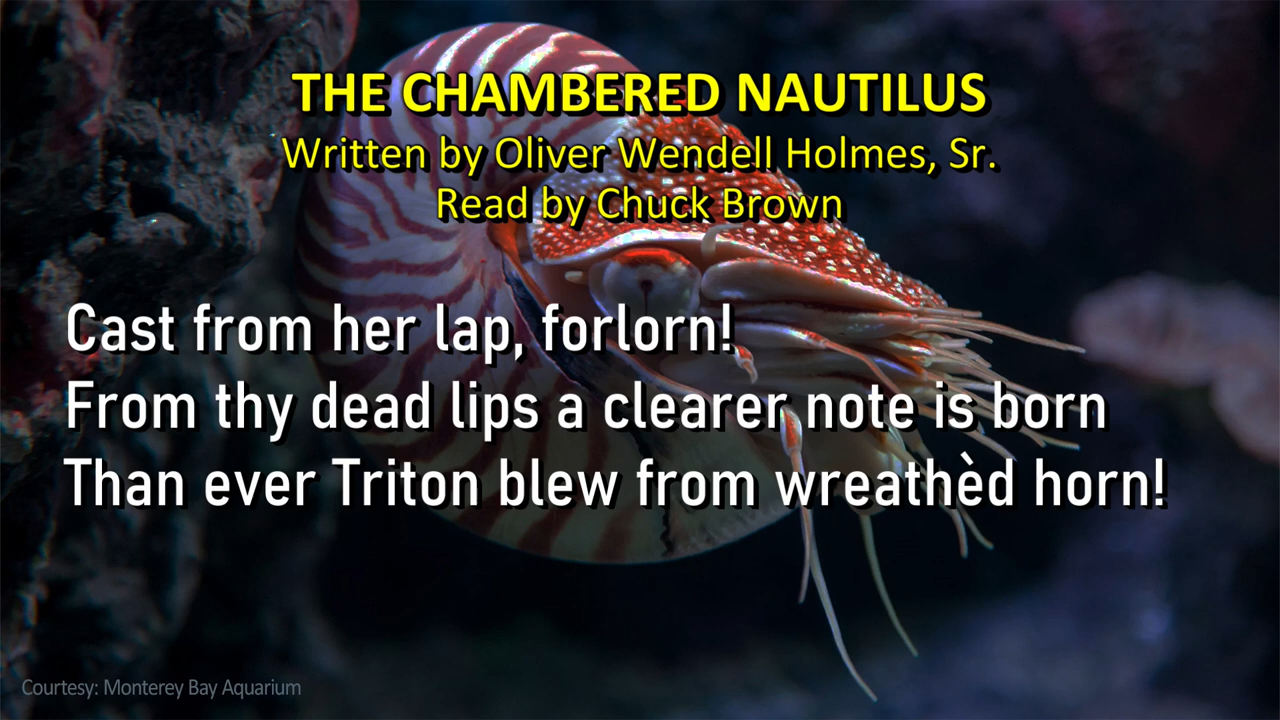 THE CHAMBERED NAUTILUS
Written by Oliver Wendell Holmes, Sr.
Read by Chuck Brown
Cast from her lap, forlorn!
From thy dead lips a clearer note is born
Than ever Triton blew from wreathèd horn!
Courtesy: Monterey Bay Aquarium